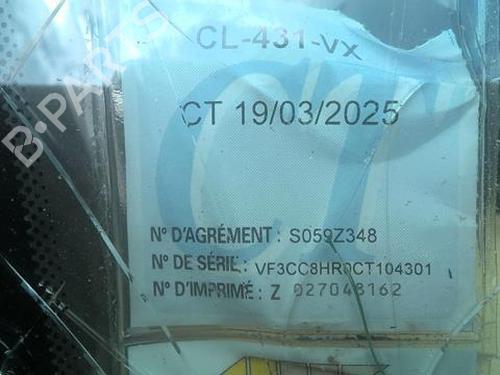 CL-431-vx
CT 19/03/2025
N° D'AGRÉMENT : S059Z348
N° DE SÉRIE : VF3CC8HR0CT104301
N° D'IMPRIMÉ : Z 027048162
B-PARTS